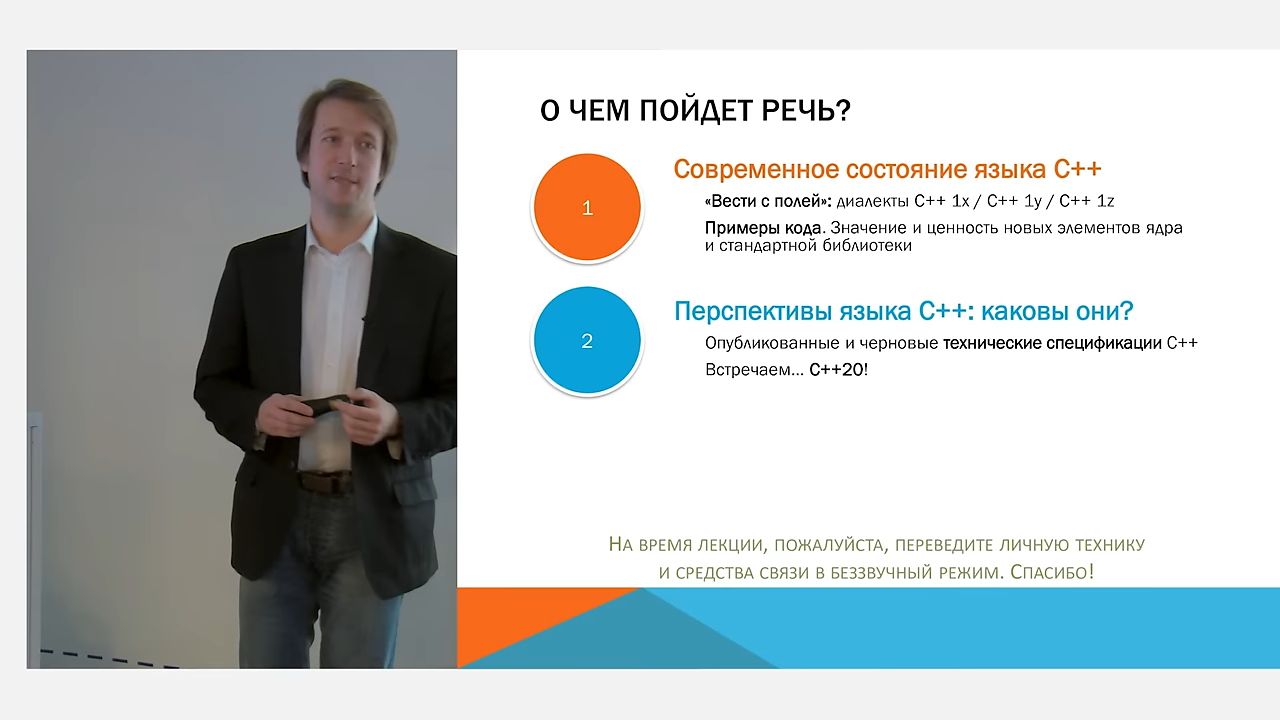 О ЧЕМ ПОЙДЕТ РЕЧЬ?
1
Современное состояние языка С++
«Вести с полей»: диалекты С++ 1x / С++ 1y / С++ 1z
Примеры кода. Значение и ценность новых элементов ядра
и стандартной библиотеки
2
Перспективы языка С++: каковы они?
Опубликованные и черновые технические спецификации С++
Встречаем... С++20!
На время лекции, пожалуйста, переведите личную технику
и средства связи в беззвучный режим. Спасибо!